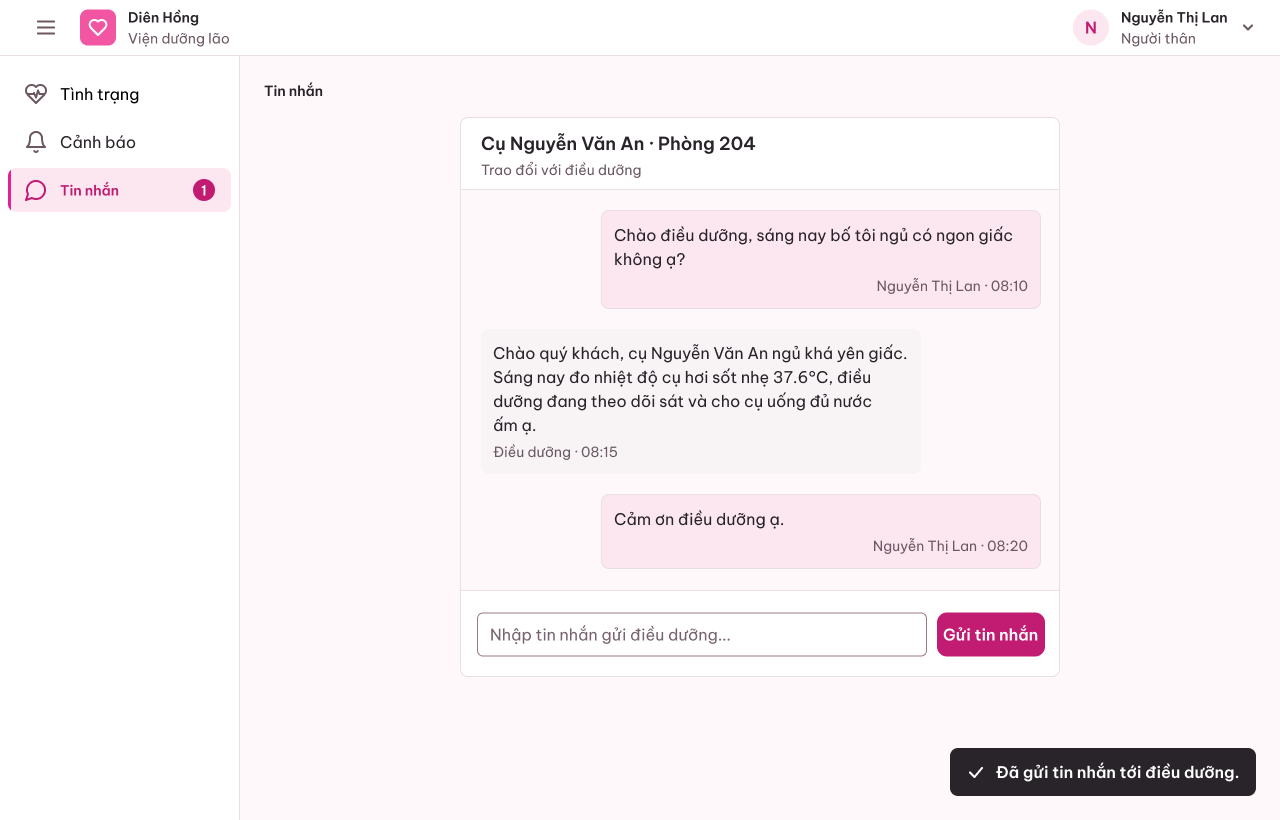 Diên Hồng
Viện dưỡng lão
N
Nguyễn Thị Lan
Người thân
Tình trạng
Cảnh báo
Tin nhắn
1
Tin nhắn
Cụ Nguyễn Văn An · Phòng 204
Trao đổi với điều dưỡng
Chào điều dưỡng, sáng nay bố tôi ngủ có ngon giấc
không ạ?
Nguyễn Thị Lan · 08:10
Chào quý khách, cụ Nguyễn Văn An ngủ khá yên giấc.
Sáng nay đo nhiệt độ cụ hơi sốt nhẹ 37.6°C, điều
dưỡng đang theo dõi sát và cho cụ uống đủ nước
ấm ạ.
Điều dưỡng · 08:15
Cảm ơn điều dưỡng ạ.
Nguyễn Thị Lan · 08:20
Nhập tin nhắn gửi điều dưỡng...
Gửi tin nhắn
Đã gửi tin nhắn tới điều dưỡng.